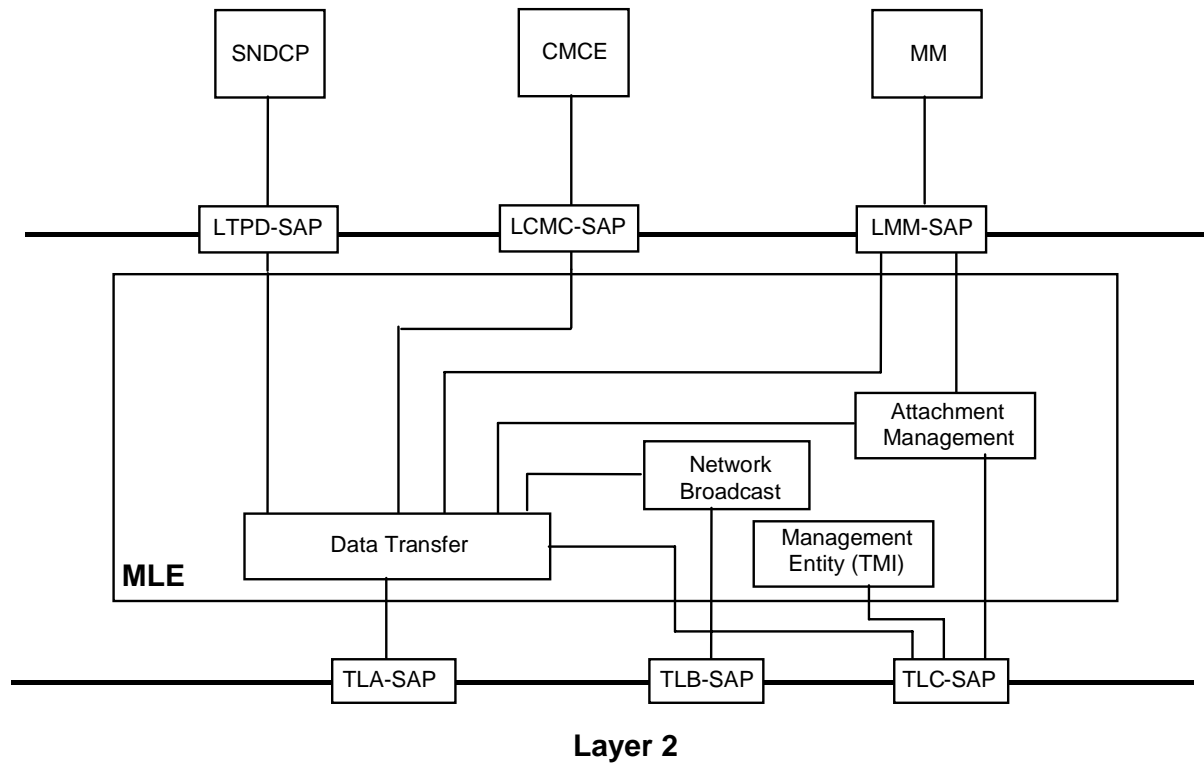 SNDCP
CMCE
MM
LTPD-SAP
LCMC-SAP
LMM-SAP
Attachment
Management
Network
Broadcast
Management
Entity (TMI)
Data Transfer
MLE
TLA-SAP
TLB-SAP
TLC-SAP
Layer 2